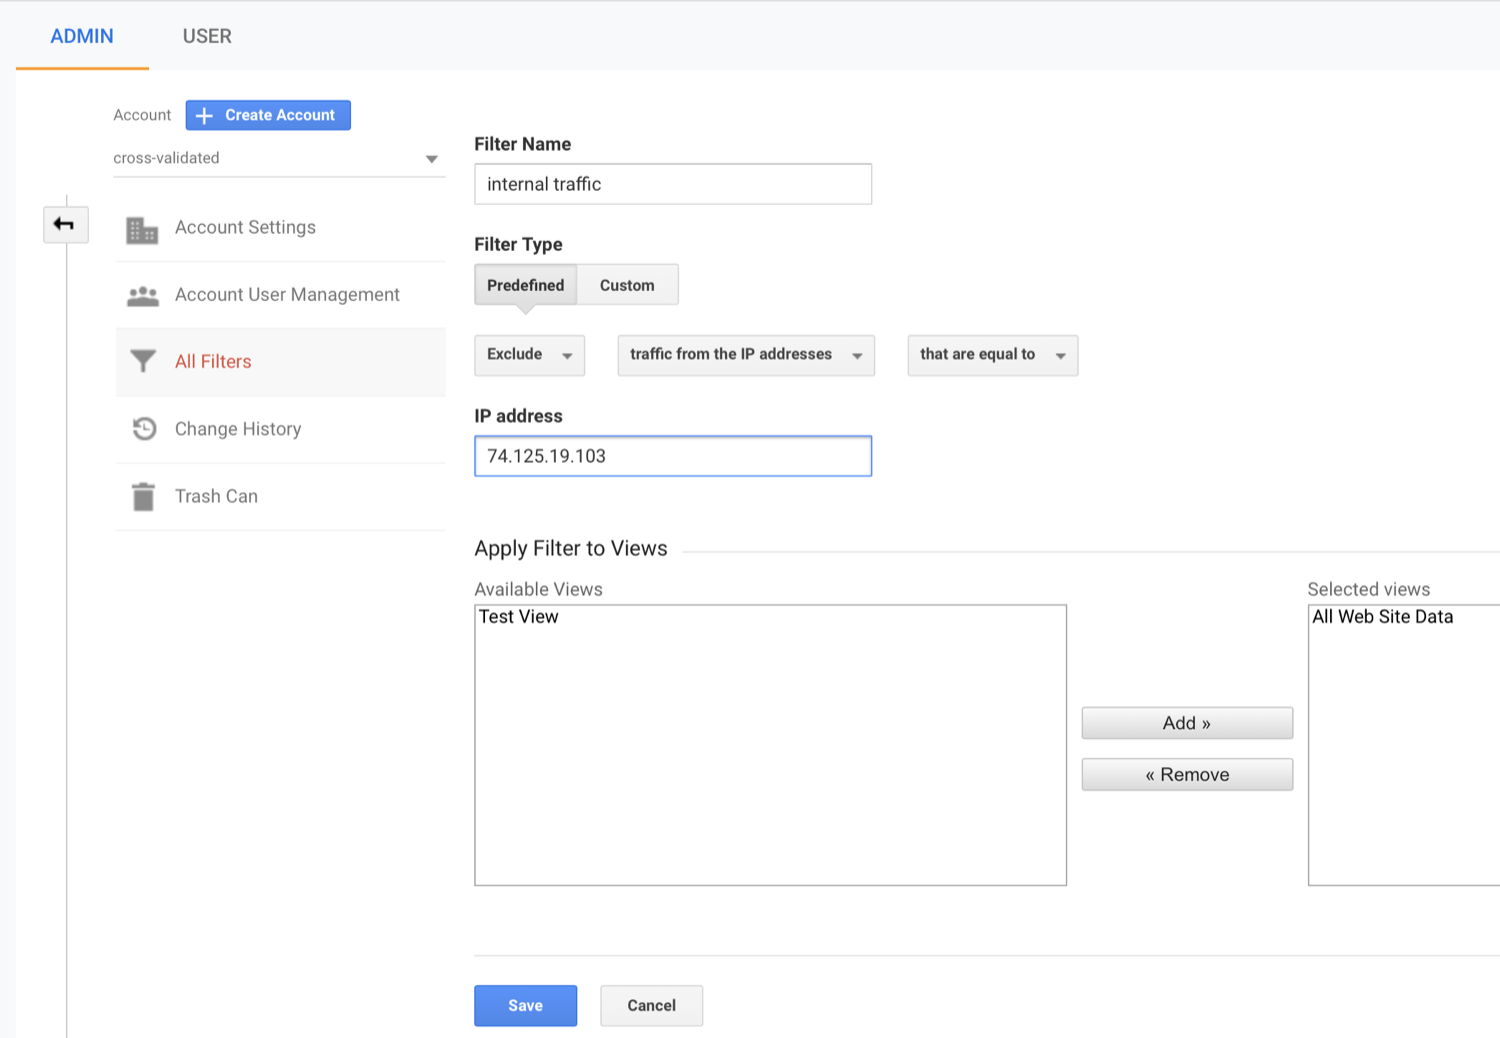 ADMIN USER
Account + Create Account
cross-validated
Account Settings
Account User Management
All Filters
Change History
Trash Can
Filter Name
internal traffic
Filter Type
Predefined Custom
Exclude traffic from the IP addresses that are equal to
IP address
74.125.19.103
Apply Filter to Views
Available Views
Test View
Add »
« Remove
Selected views
All Web Site Data
Save Cancel